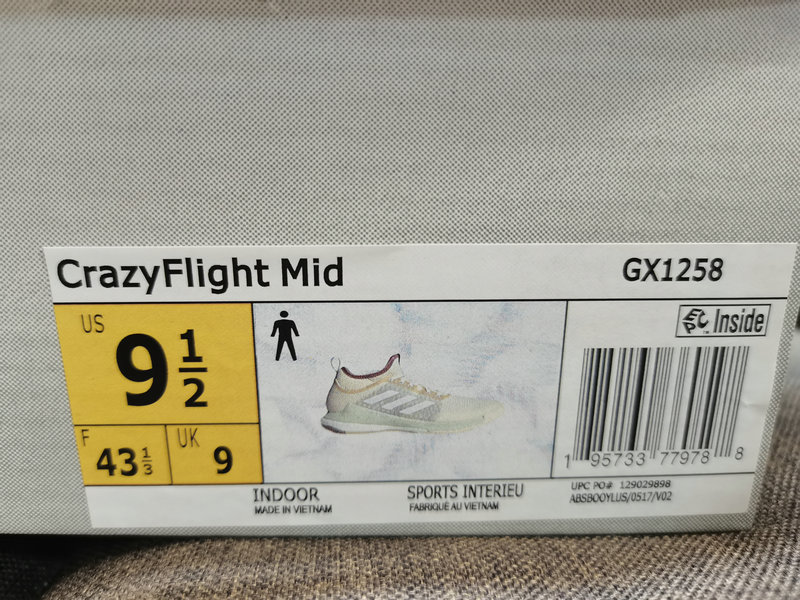 CrazyFlight Mid
GX1258
US
9 1/2
F
43 1/3
UK
9
EPC Inside
1 95733 77978 8
INDOOR
MADE IN VIETNAM
SPORTS INTERIEU
FABRIQUÉ AU VIETNAM
UPC PO# 129029898
ABSBOOYLUS/0517/V02